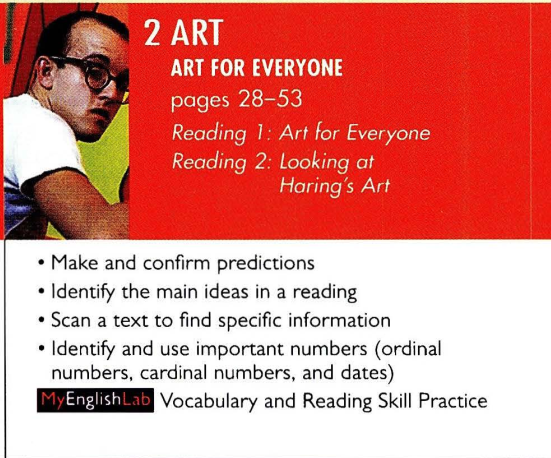 2 ART
ART FOR EVERYONE
pages 28–53
Reading 1: Art for Everyone
Reading 2: Looking at
Haring's Art
• Make and confirm predictions
• Identify the main ideas in a reading
• Scan a text to find specific information
• Identify and use important numbers (ordinal
numbers, cardinal numbers, and dates)
MyEnglishLab Vocabulary and Reading Skill Practice